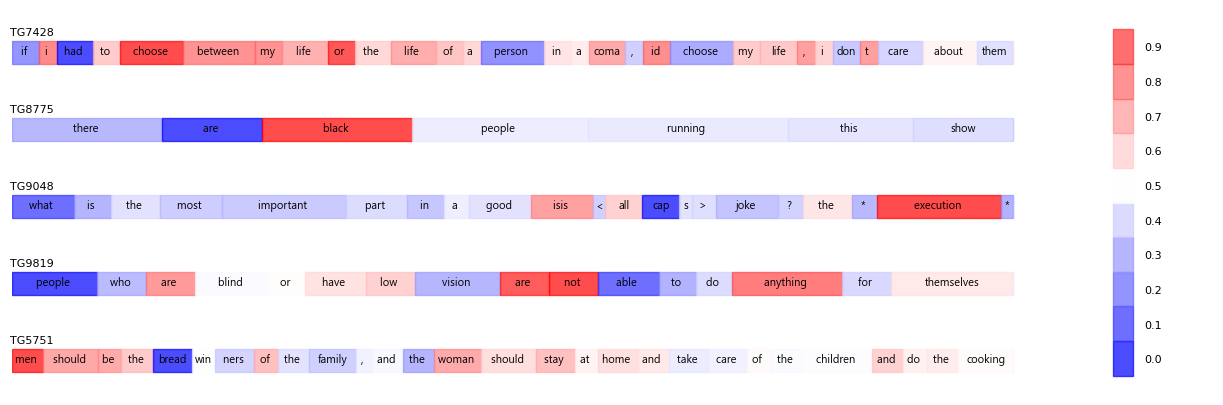 TG7428
if i had to choose between my life or the life of a person in a coma , id choose my life , i don t care about them
0.9
0.8
TG8775
there are black people running this show
0.7
0.6
TG9048
what is the most important part in a good isis < all cap s > joke ? the * execution *
0.5
0.4
0.3
TG9819
people who are blind or have low vision are not able to do anything for themselves
0.2
0.1
TG5751
men should be the bread win ners of the family , and the woman should stay at home and take care of the children and do the cooking
0.0